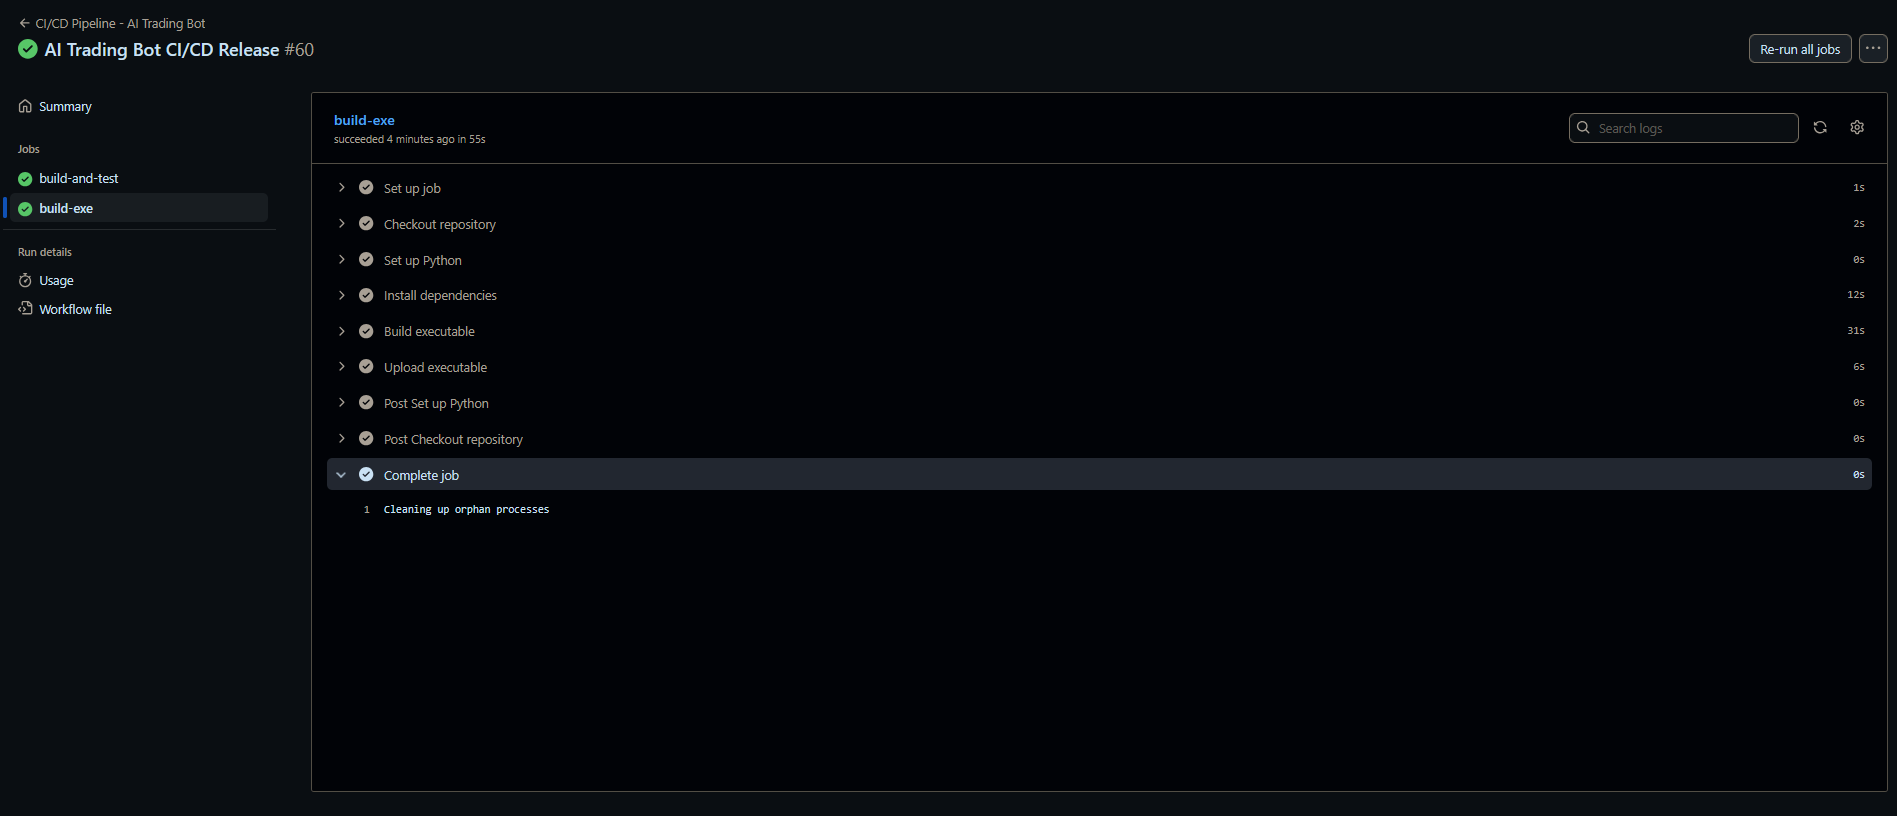 CI/CD Pipeline - AI Trading Bot
AI Trading Bot CI/CD Release #60
Re-run all jobs
Summary
Jobs
build-and-test
build-exe
Run details
Usage
Workflow file
build-exe
succeeded 4 minutes ago in 55s
Search logs
Set up job 1s
Checkout repository 2s
Set up Python 0s
Install dependencies 12s
Build executable 31s
Upload executable 6s
Post Set up Python 0s
Post Checkout repository 0s
Complete job 0s
1 Cleaning up orphan processes